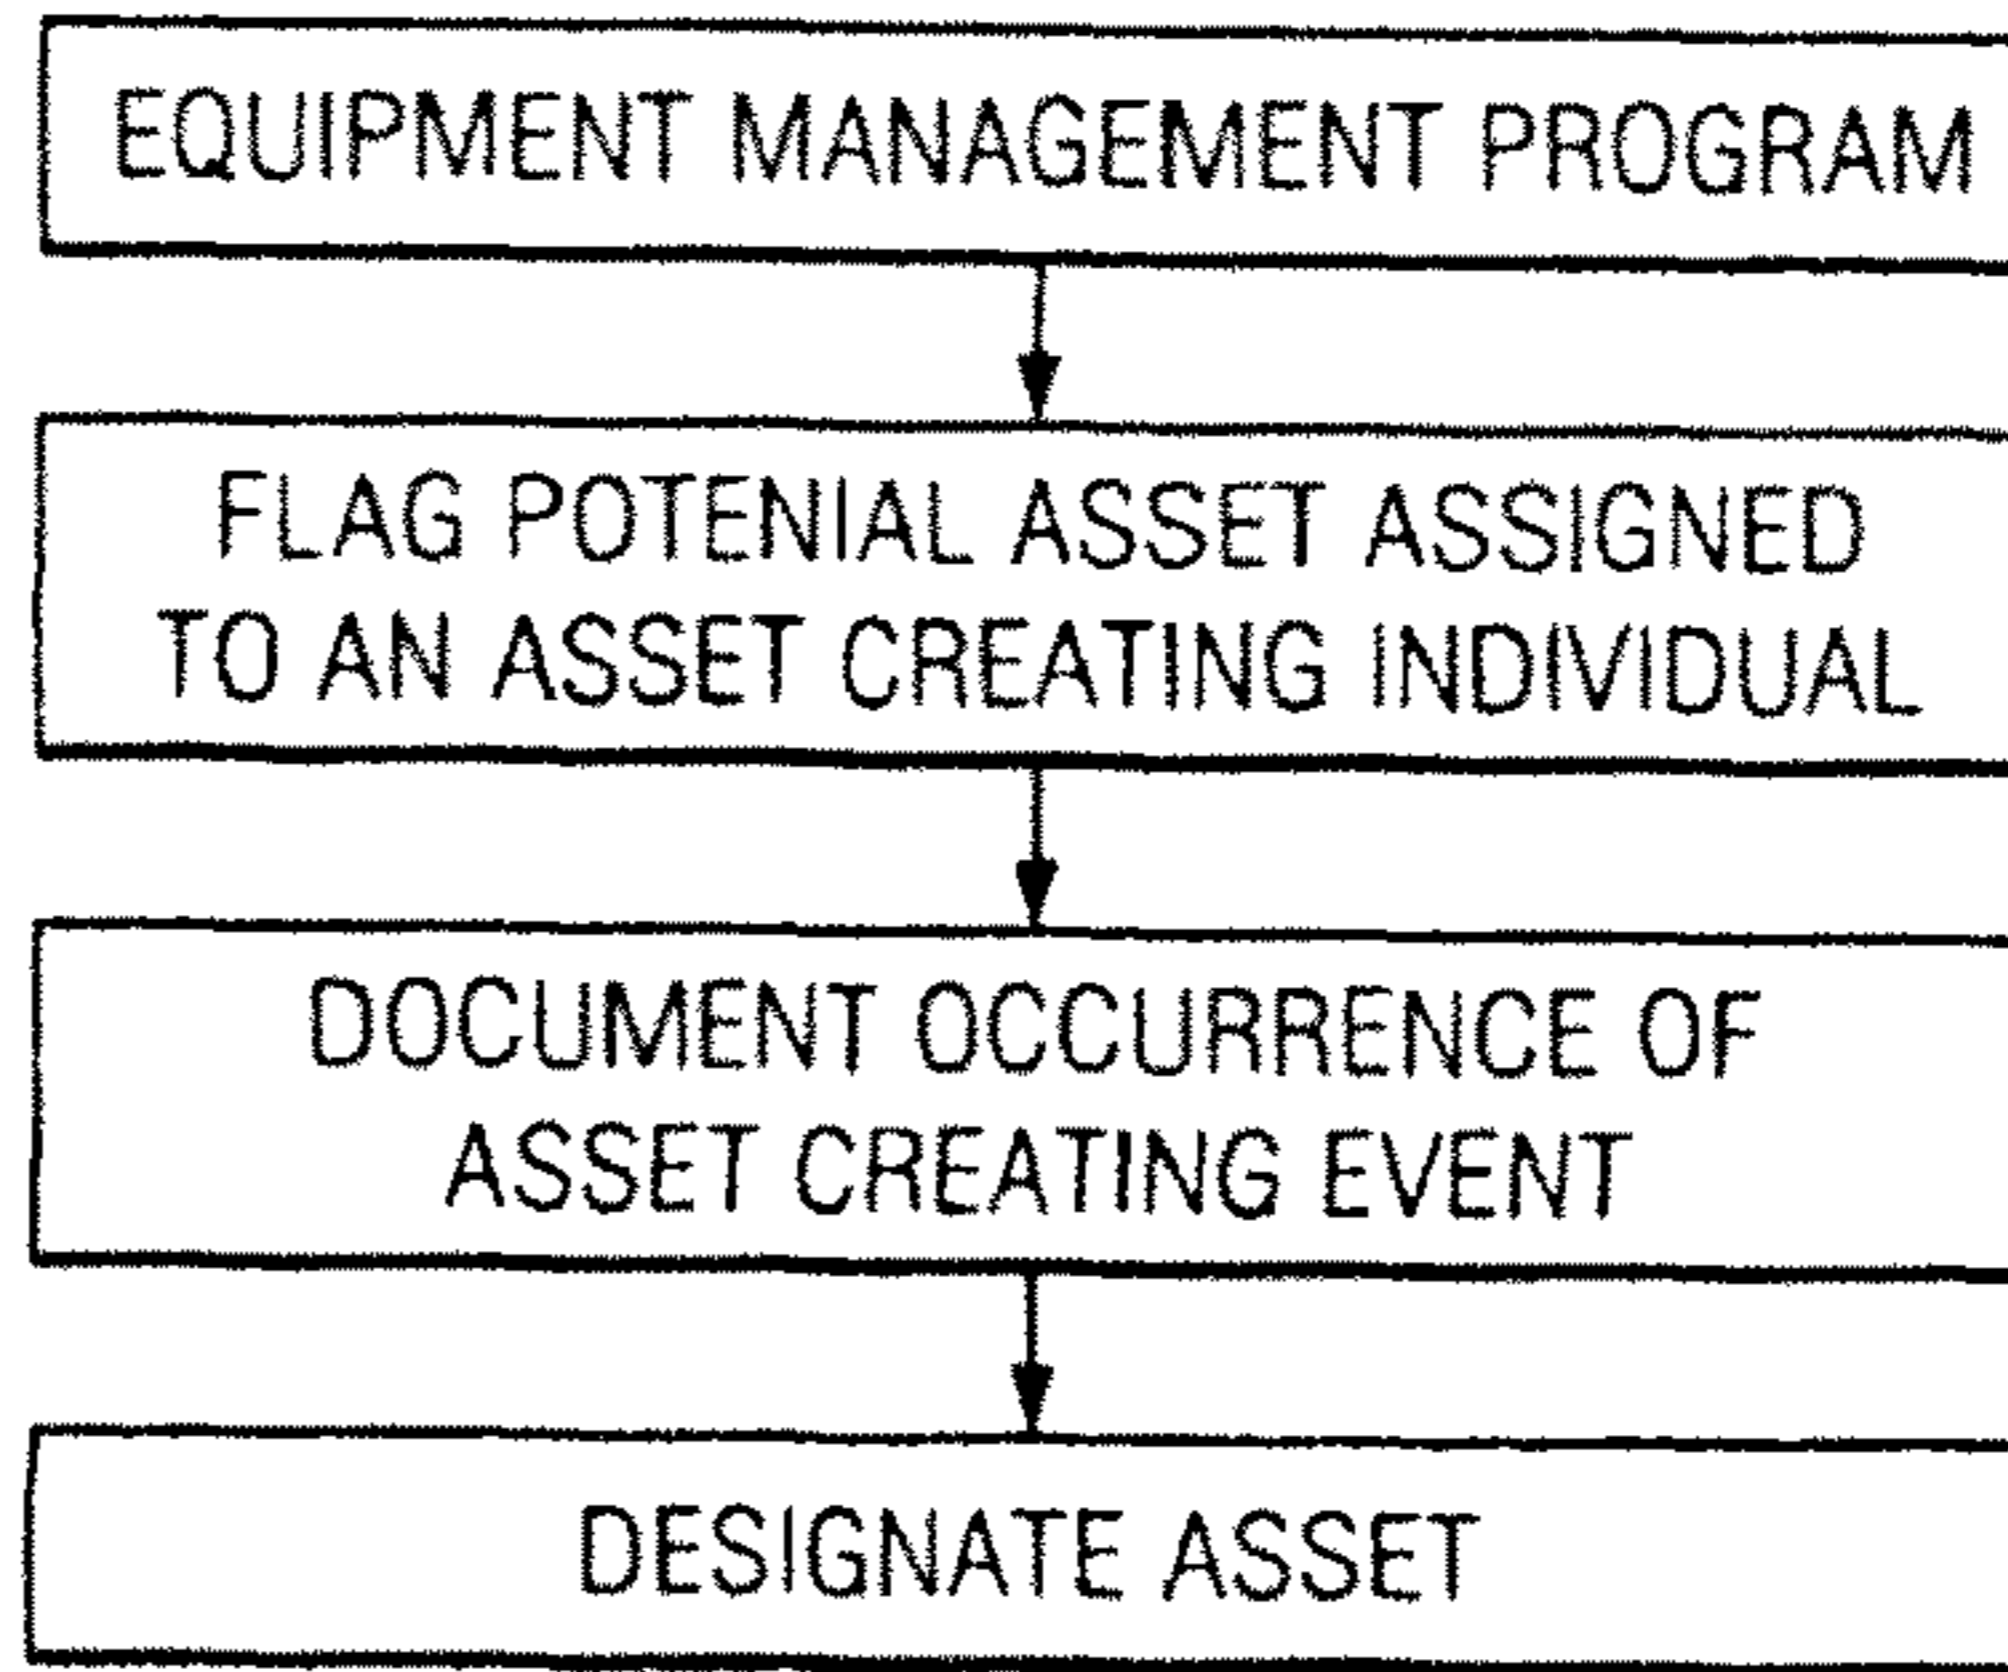 EQUIPMENT MANAGEMENT PROGRAM
FLAG POTENIAL ASSET ASSIGNED
TO AN ASSET CREATING INDIVIDUAL
DOCUMENT OCCURRENCE OF
ASSET CREATING EVENT
DESIGNATE ASSET